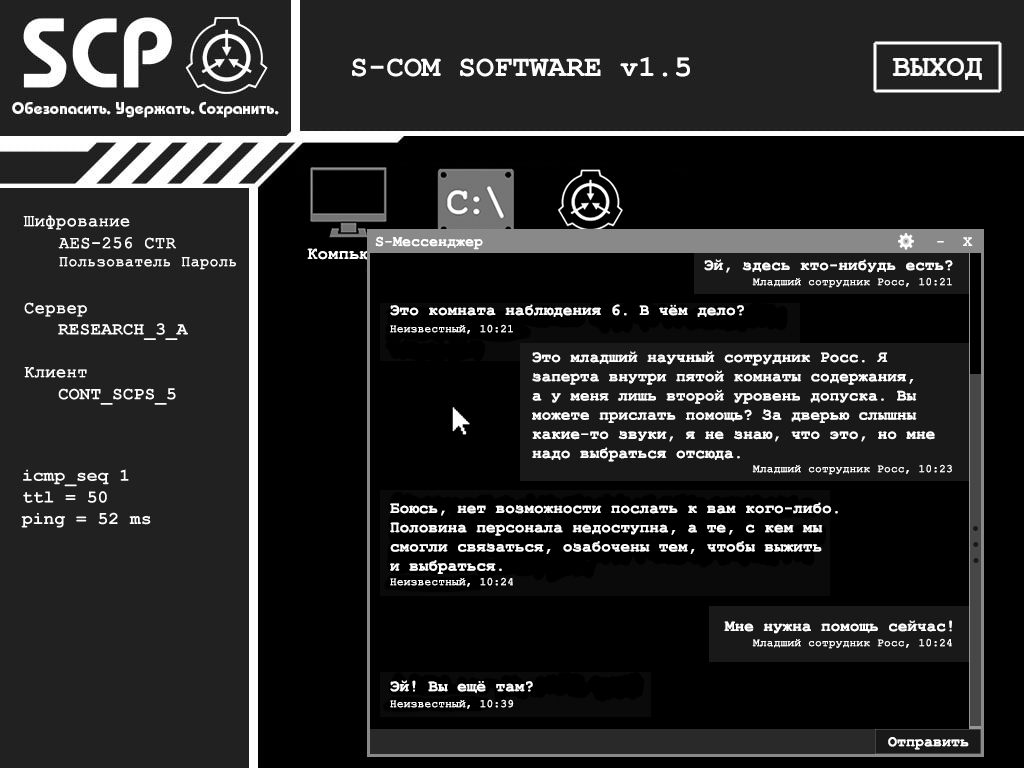 SCP
Обезопасить. Удержать. Сохранить.
S-COM SOFTWARE v1.5
ВЫХОД
Шифрование
AES-256 CTR
Пользователь Пароль
Сервер
RESEARCH_3_A
Клиент
CONT_SCPS_5
icmp_seq 1
ttl = 50
ping = 52 ms
C:\
S-Мессенджер
- X
Эй, здесь кто-нибудь есть?
Младший сотрудник Росс, 10:21
Это комната наблюдения 6. В чём дело?
Неизвестный, 10:21
Это младший научный сотрудник Росс. Я
заперта внутри пятой комнаты содержания,
а у меня лишь второй уровень допуска. Вы
можете прислать помощь? За дверью слышны
какие-то звуки, я не знаю, что это, но мне
надо выбраться отсюда.
Младший сотрудник Росс, 10:23
Боюсь, нет возможности послать к вам кого-либо.
Половина персонала недоступна, а те, с кем мы
смогли связаться, озабочены тем, чтобы выжить
и выбраться.
Неизвестный, 10:24
Мне нужна помощь сейчас!
Младший сотрудник Росс, 10:24
Эй! Вы ещё там?
Неизвестный, 10:39
Отправить